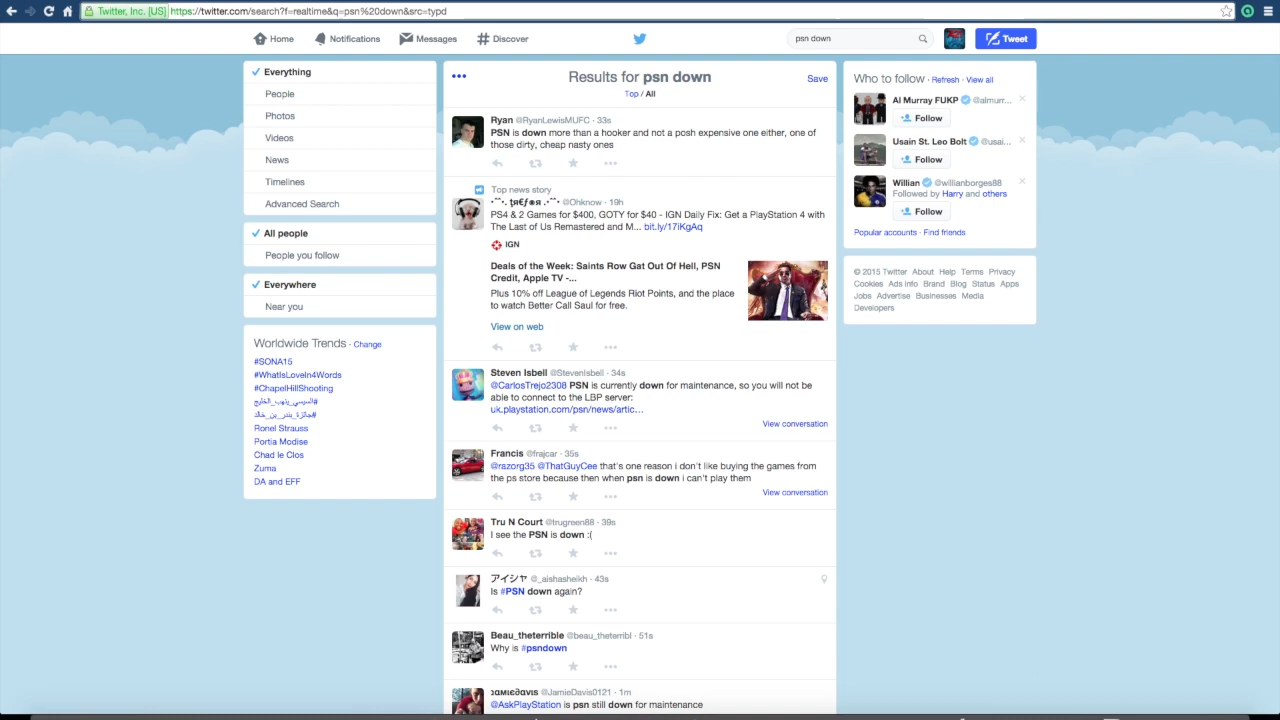 Twitter, Inc. [US] https://twitter.com/search?f=realtime&q=psn%20down&src=typd
Home Notifications Messages Discover psn down Tweet
Everything
People
Photos
Videos
News
Timelines
Advanced Search
All people
People you follow
Everywhere
Near you
Worldwide Trends · Change
#SONA15
#WhatIsLoveIn4Words
#ChapelHillShooting
#السيسي_ينهب_الخليج
#جنازة_بندر_بن_خالد
Ronel Strauss
Portia Modise
Chad le Clos
Zuma
DA and EFF
Results for psn down
Save
Top / All
Ryan @RyanLewisMUFC · 33s
PSN is down more than a hooker and not a posh expensive one either, one of
those dirty, cheap nasty ones
Top news story
@Ohknow · 19h
PS4 & 2 Games for $400, GOTY for $40 - IGN Daily Fix: Get a PlayStation 4 with
The Last of Us Remastered and M... bit.ly/17iKgAq
IGN
Deals of the Week: Saints Row Gat Out Of Hell, PSN
Credit, Apple TV -...
Plus 10% off League of Legends Riot Points, and the place
to watch Better Call Saul for free.
View on web
Steven Isbell @StevenIsbell · 34s
@CarlosTrejo2308 PSN is currently down for maintenance, so you will not be
able to connect to the LBP server:
uk.playstation.com/psn/news/artic…
View conversation
Francis @frajcar · 35s
@razorg35 @ThatGuyCee that's one reason i don't like buying the games from
the ps store because then when psn is down i can't play them
View conversation
Tru N Court @trugreen88 · 39s
I see the PSN is down :(
アイシャ @_aishasheikh · 43s
Is #PSN down again?
Beau_theterrible @beau_theterribl · 51s
Why is #psndown
@JamieDavis0121 · 1m
@AskPlayStation is psn still down for maintenance
Who to follow · Refresh · View all
Al Murray FUKP @almurr...
Follow
Usain St. Leo Bolt @usai...
Follow
Willian @willianborges88
Followed by Harry and others
Follow
Popular accounts · Find friends
© 2015 Twitter About Help Terms Privacy
Cookies Ads info Brand Blog Status Apps
Jobs Advertise Businesses Media
Developers